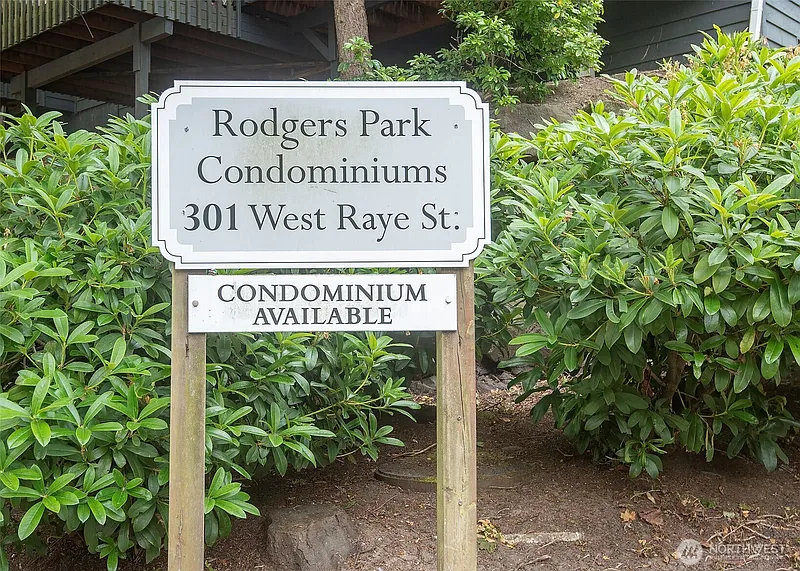 Rodgers Park
Condominiums
301 West Raye St.
CONDOMINIUM
AVAILABLE
NORTHWEST